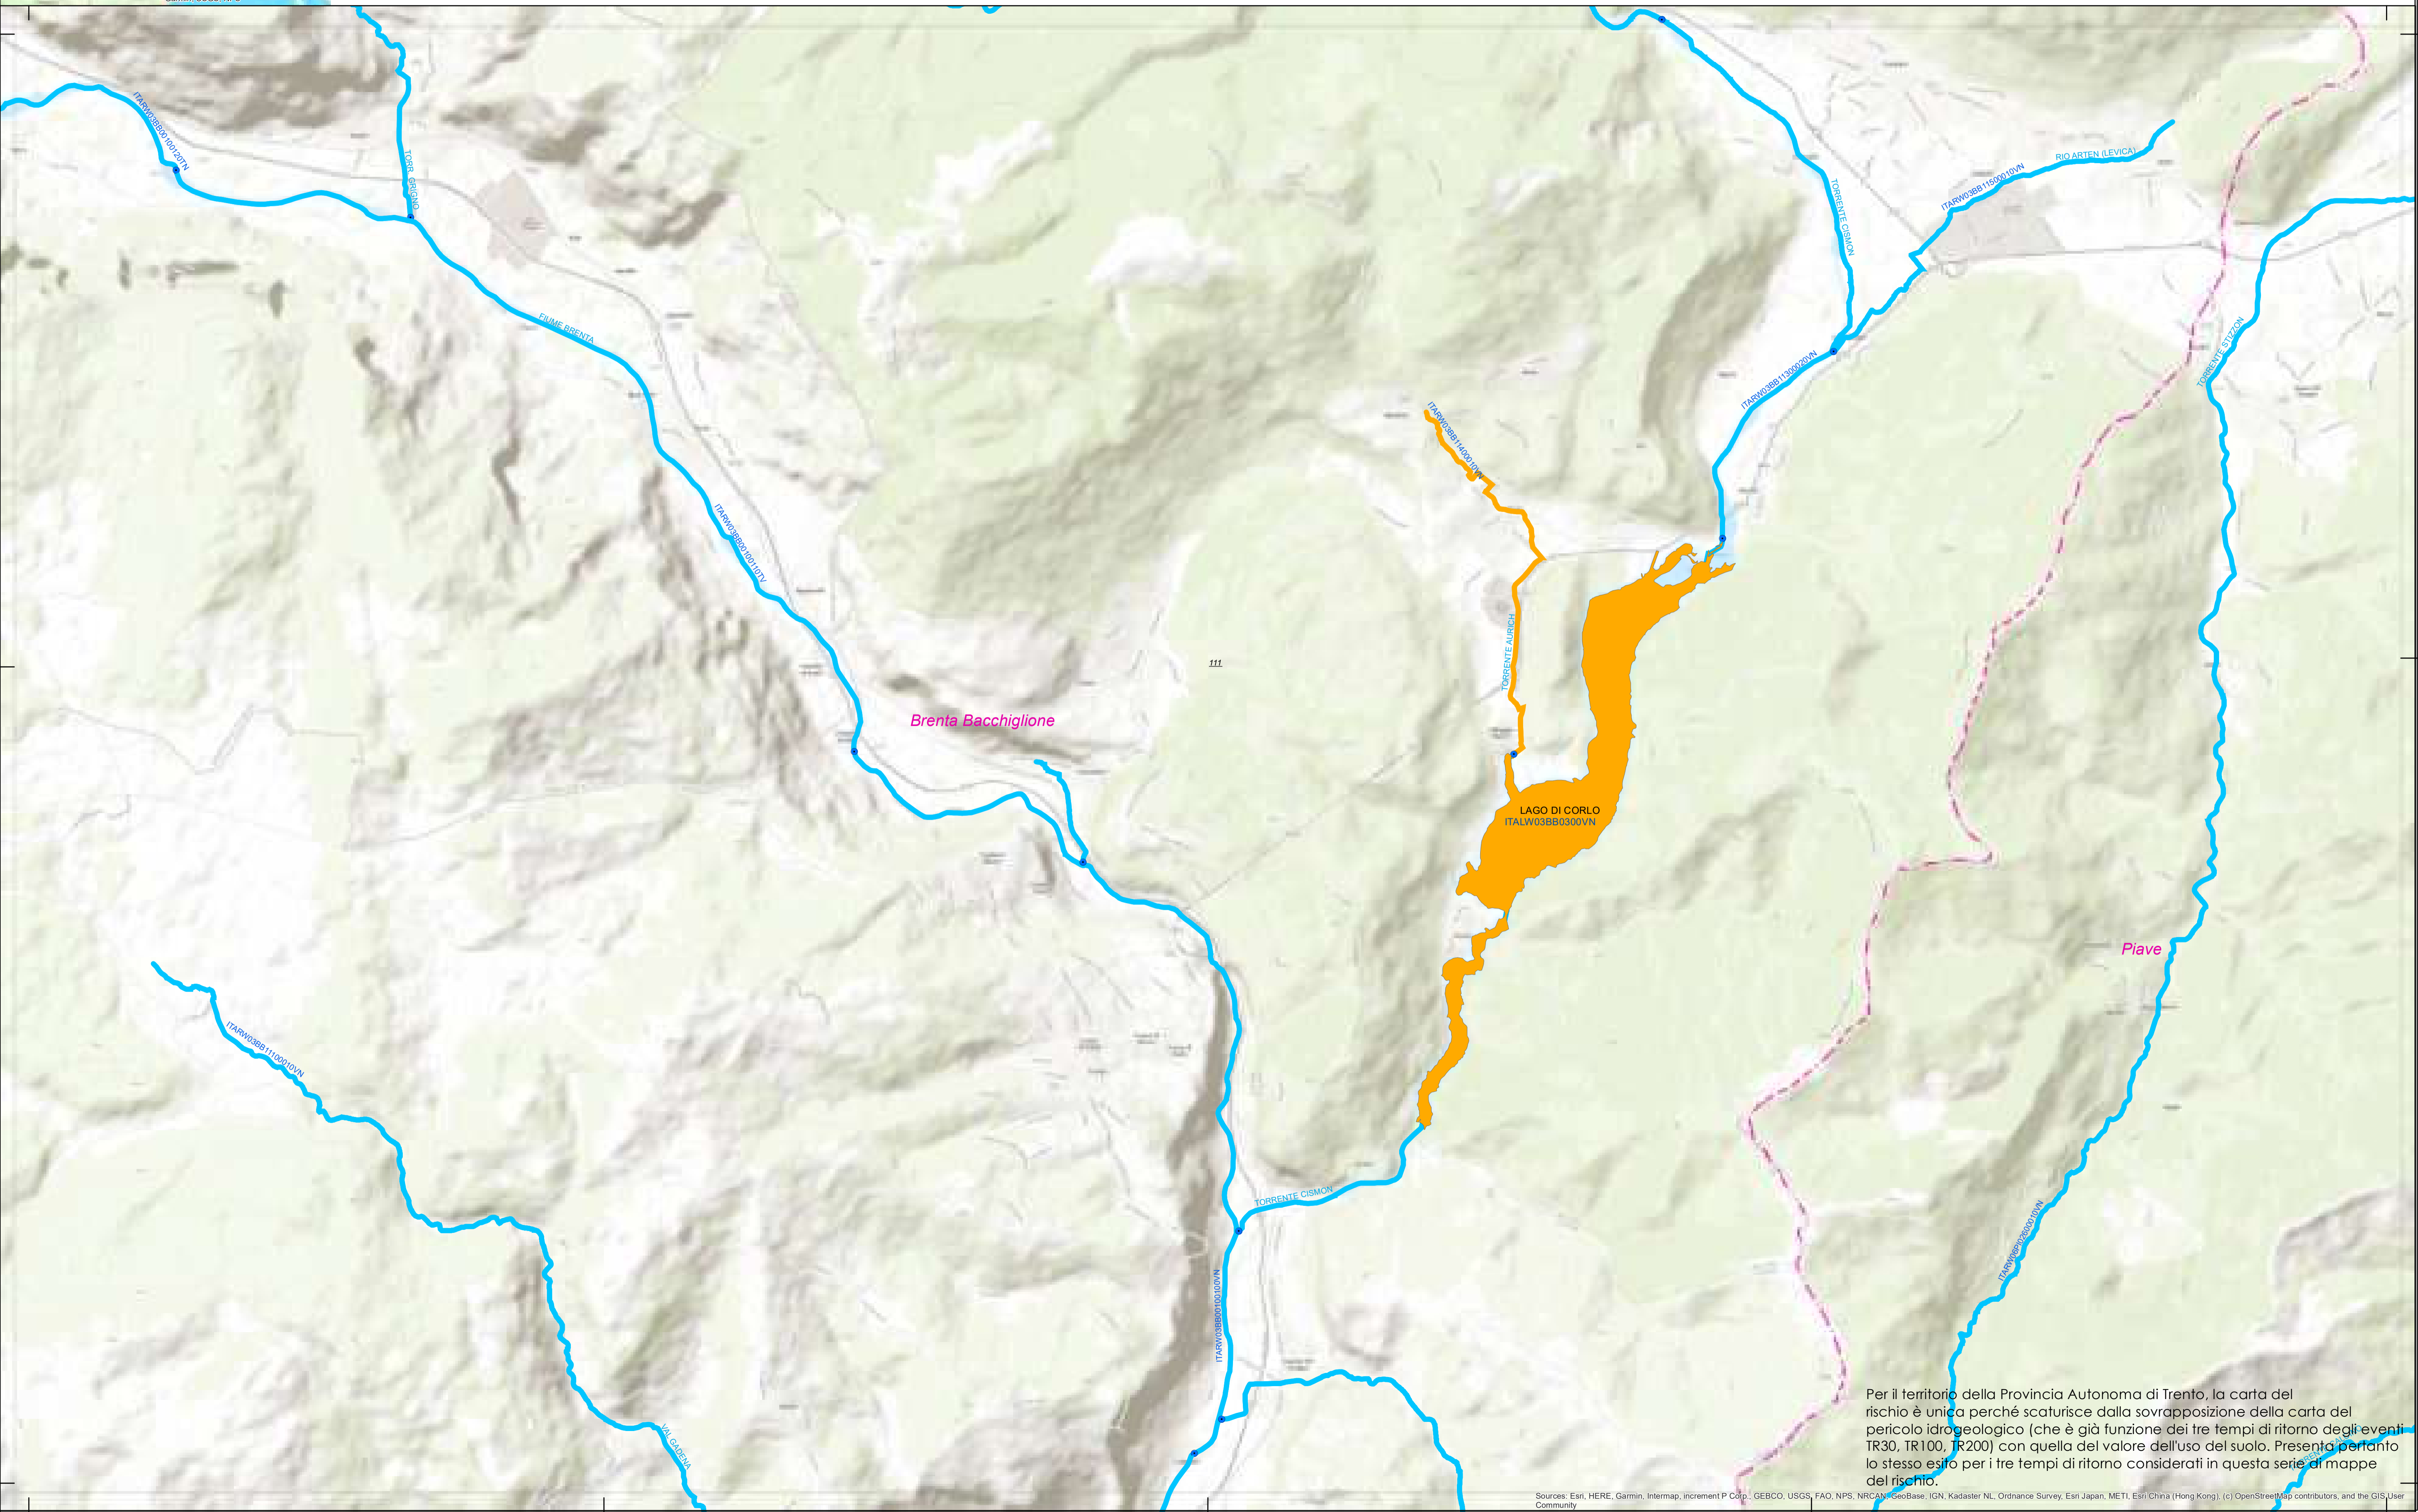 ITARW03BB00100120TN
TORR. GRIGNO
FIUME BRENTA
ITARW03BB00100110TV
TORRENTE CISMON
RIO ARTEN (LEVICA)
ITARW03BB11500010VN
ITARW03BB11300020VN
TORRENTE STIZZON
ITARW03BB11400010VN
TORRENTE AURICH
111
Brenta Bacchiglione
LAGO DI CORLO
ITALW03BB0300VN
Piave
ITARW03BB11100010VN
VAL GADENA
TORRENTE CISMON
ITARW03BB00100100VN
ITARW06PI02600010VN
Per il territorio della Provincia Autonoma di Trento, la carta del
rischio è unica perché scaturisce dalla sovrapposizione della carta del
pericolo idrogeologico (che è già funzione dei tre tempi di ritorno degli eventi
TR30, TR100, TR200) con quella del valore dell'uso del suolo. Presenta pertanto
lo stesso esito per i tre tempi di ritorno considerati in questa serie di mappe
del rischio.
Sources: Esri, HERE, Garmin, Intermap, increment P Corp., GEBCO, USGS, FAO, NPS, NRCAN, GeoBase, IGN, Kadaster NL, Ordnance Survey, Esri Japan, METI, Esri China (Hong Kong), (c) OpenStreetMap contributors, and the GIS User
Community